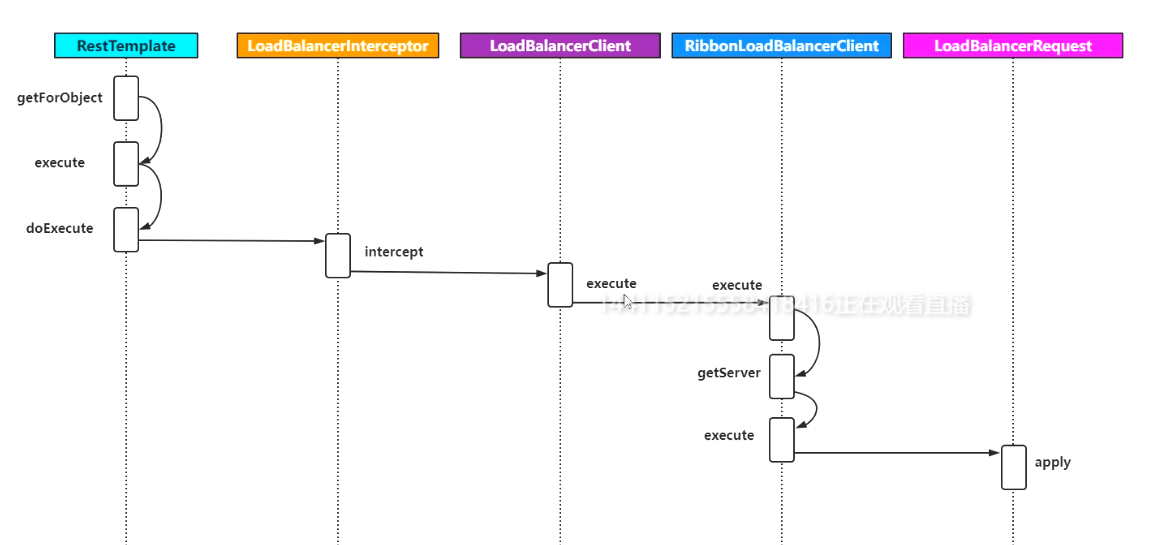 RestTemplate
LoadBalancerInterceptor
LoadBalancerClient
RibbonLoadBalancerClient
LoadBalancerRequest
getForObject
execute
doExecute
intercept
execute
execute
正在观看直播
getServer
execute
apply